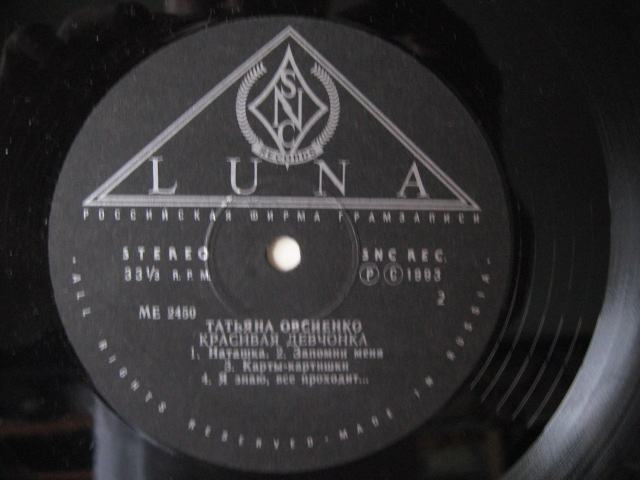 SNC
RECORDS
LUNA
РОССИЙСКАЯ ФИРМА ГРАМЗАПИСИ
STEREO
33⅓ R.P.M.
SNC REC.
Ⓟ © 1993
2
ME 2450
ТАТЬЯНА ОВСИЕНКО
КРАСИВАЯ ДЕВЧОНКА
1. Наташка. 2. Запомни меня
3. Карты-картишки
4. Я знаю, все проходит...
-ALL RIGHTS RESERVED-MADE IN RUSSIA-